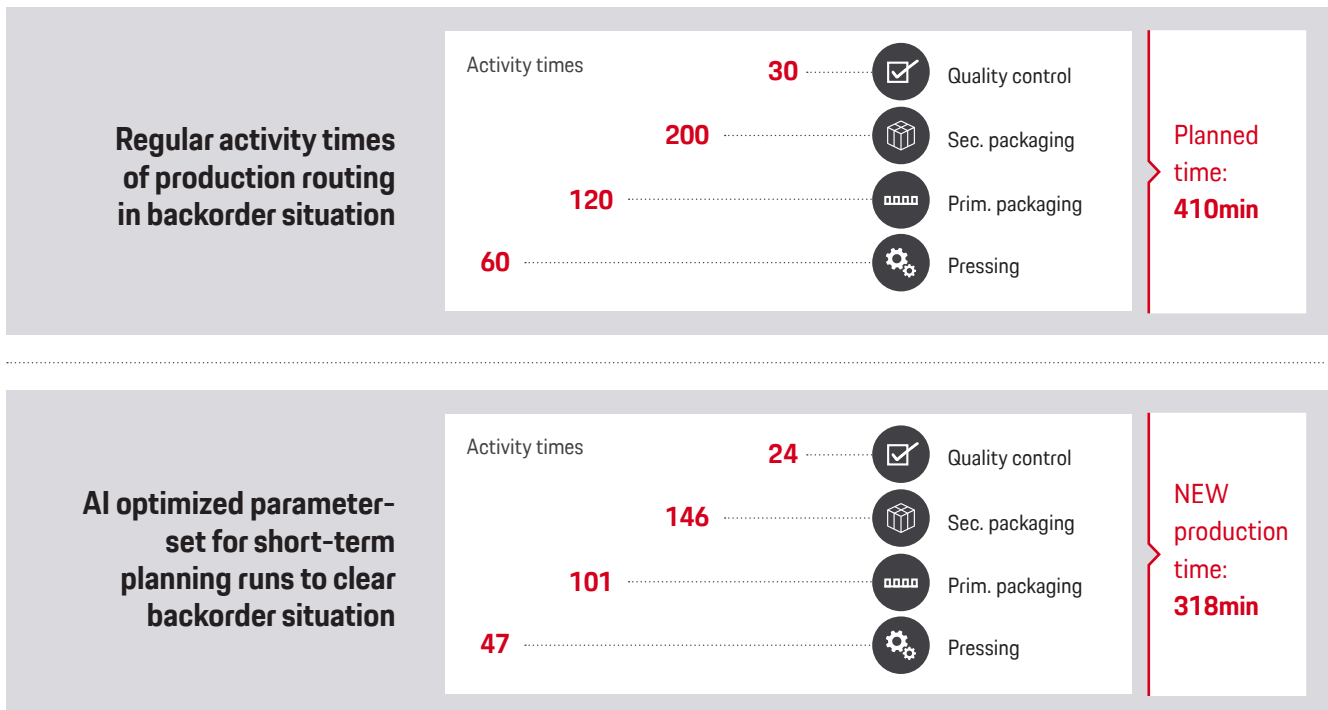 Regular activity times
of production routing
in backorder situation
Activity times
30 Quality control
200 Sec. packaging
120 Prim. packaging
60 Pressing
Planned
time:
410min
AI optimized parameter-
set for short-term
planning runs to clear
backorder situation
Activity times
24 Quality control
146 Sec. packaging
101 Prim. packaging
47 Pressing
NEW
production
time:
318min